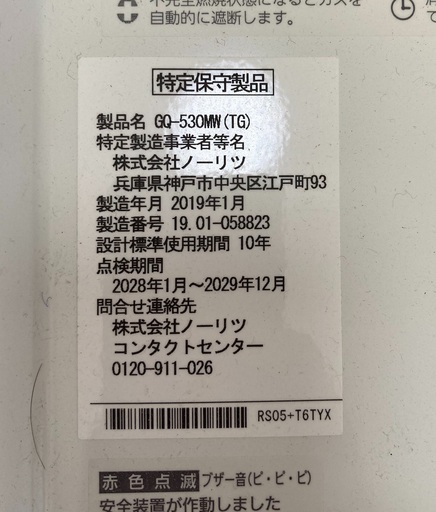 自動的に遮断します。
特定保守製品
製品名 GQ-530MW(TG)
特定製造事業者等名
株式会社ノーリツ
兵庫県神戸市中央区江戸町93
製造年月 2019年1月
製造番号 19.01-058823
設計標準使用期間 10年
点検期間
2028年1月～2029年12月
問合せ連絡先
株式会社ノーリツ
コンタクトセンター
0120-911-026
RS05+T6TYX
赤色点滅 ブザー音(ピ・ピ・ピ)
安全装置が作動しました